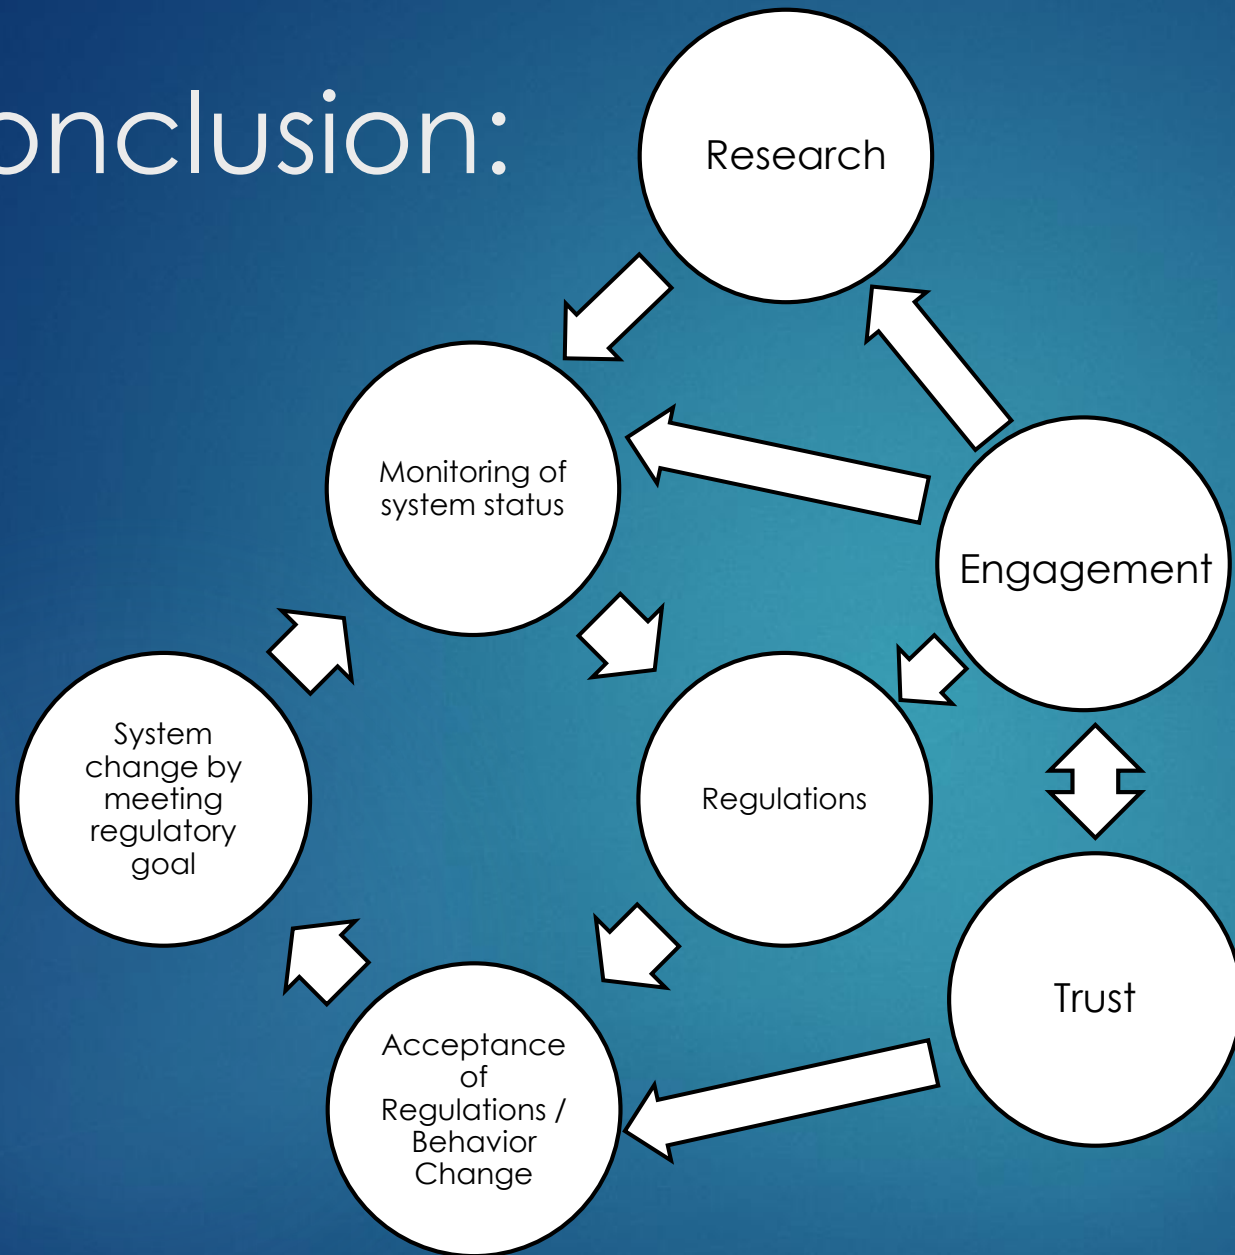 onclusion:
Research
Monitoring of
system status
Engagement
System
change by
meeting
regulatory
goal
Regulations
Trust
Acceptance
of
Regulations /
Behavior
Change